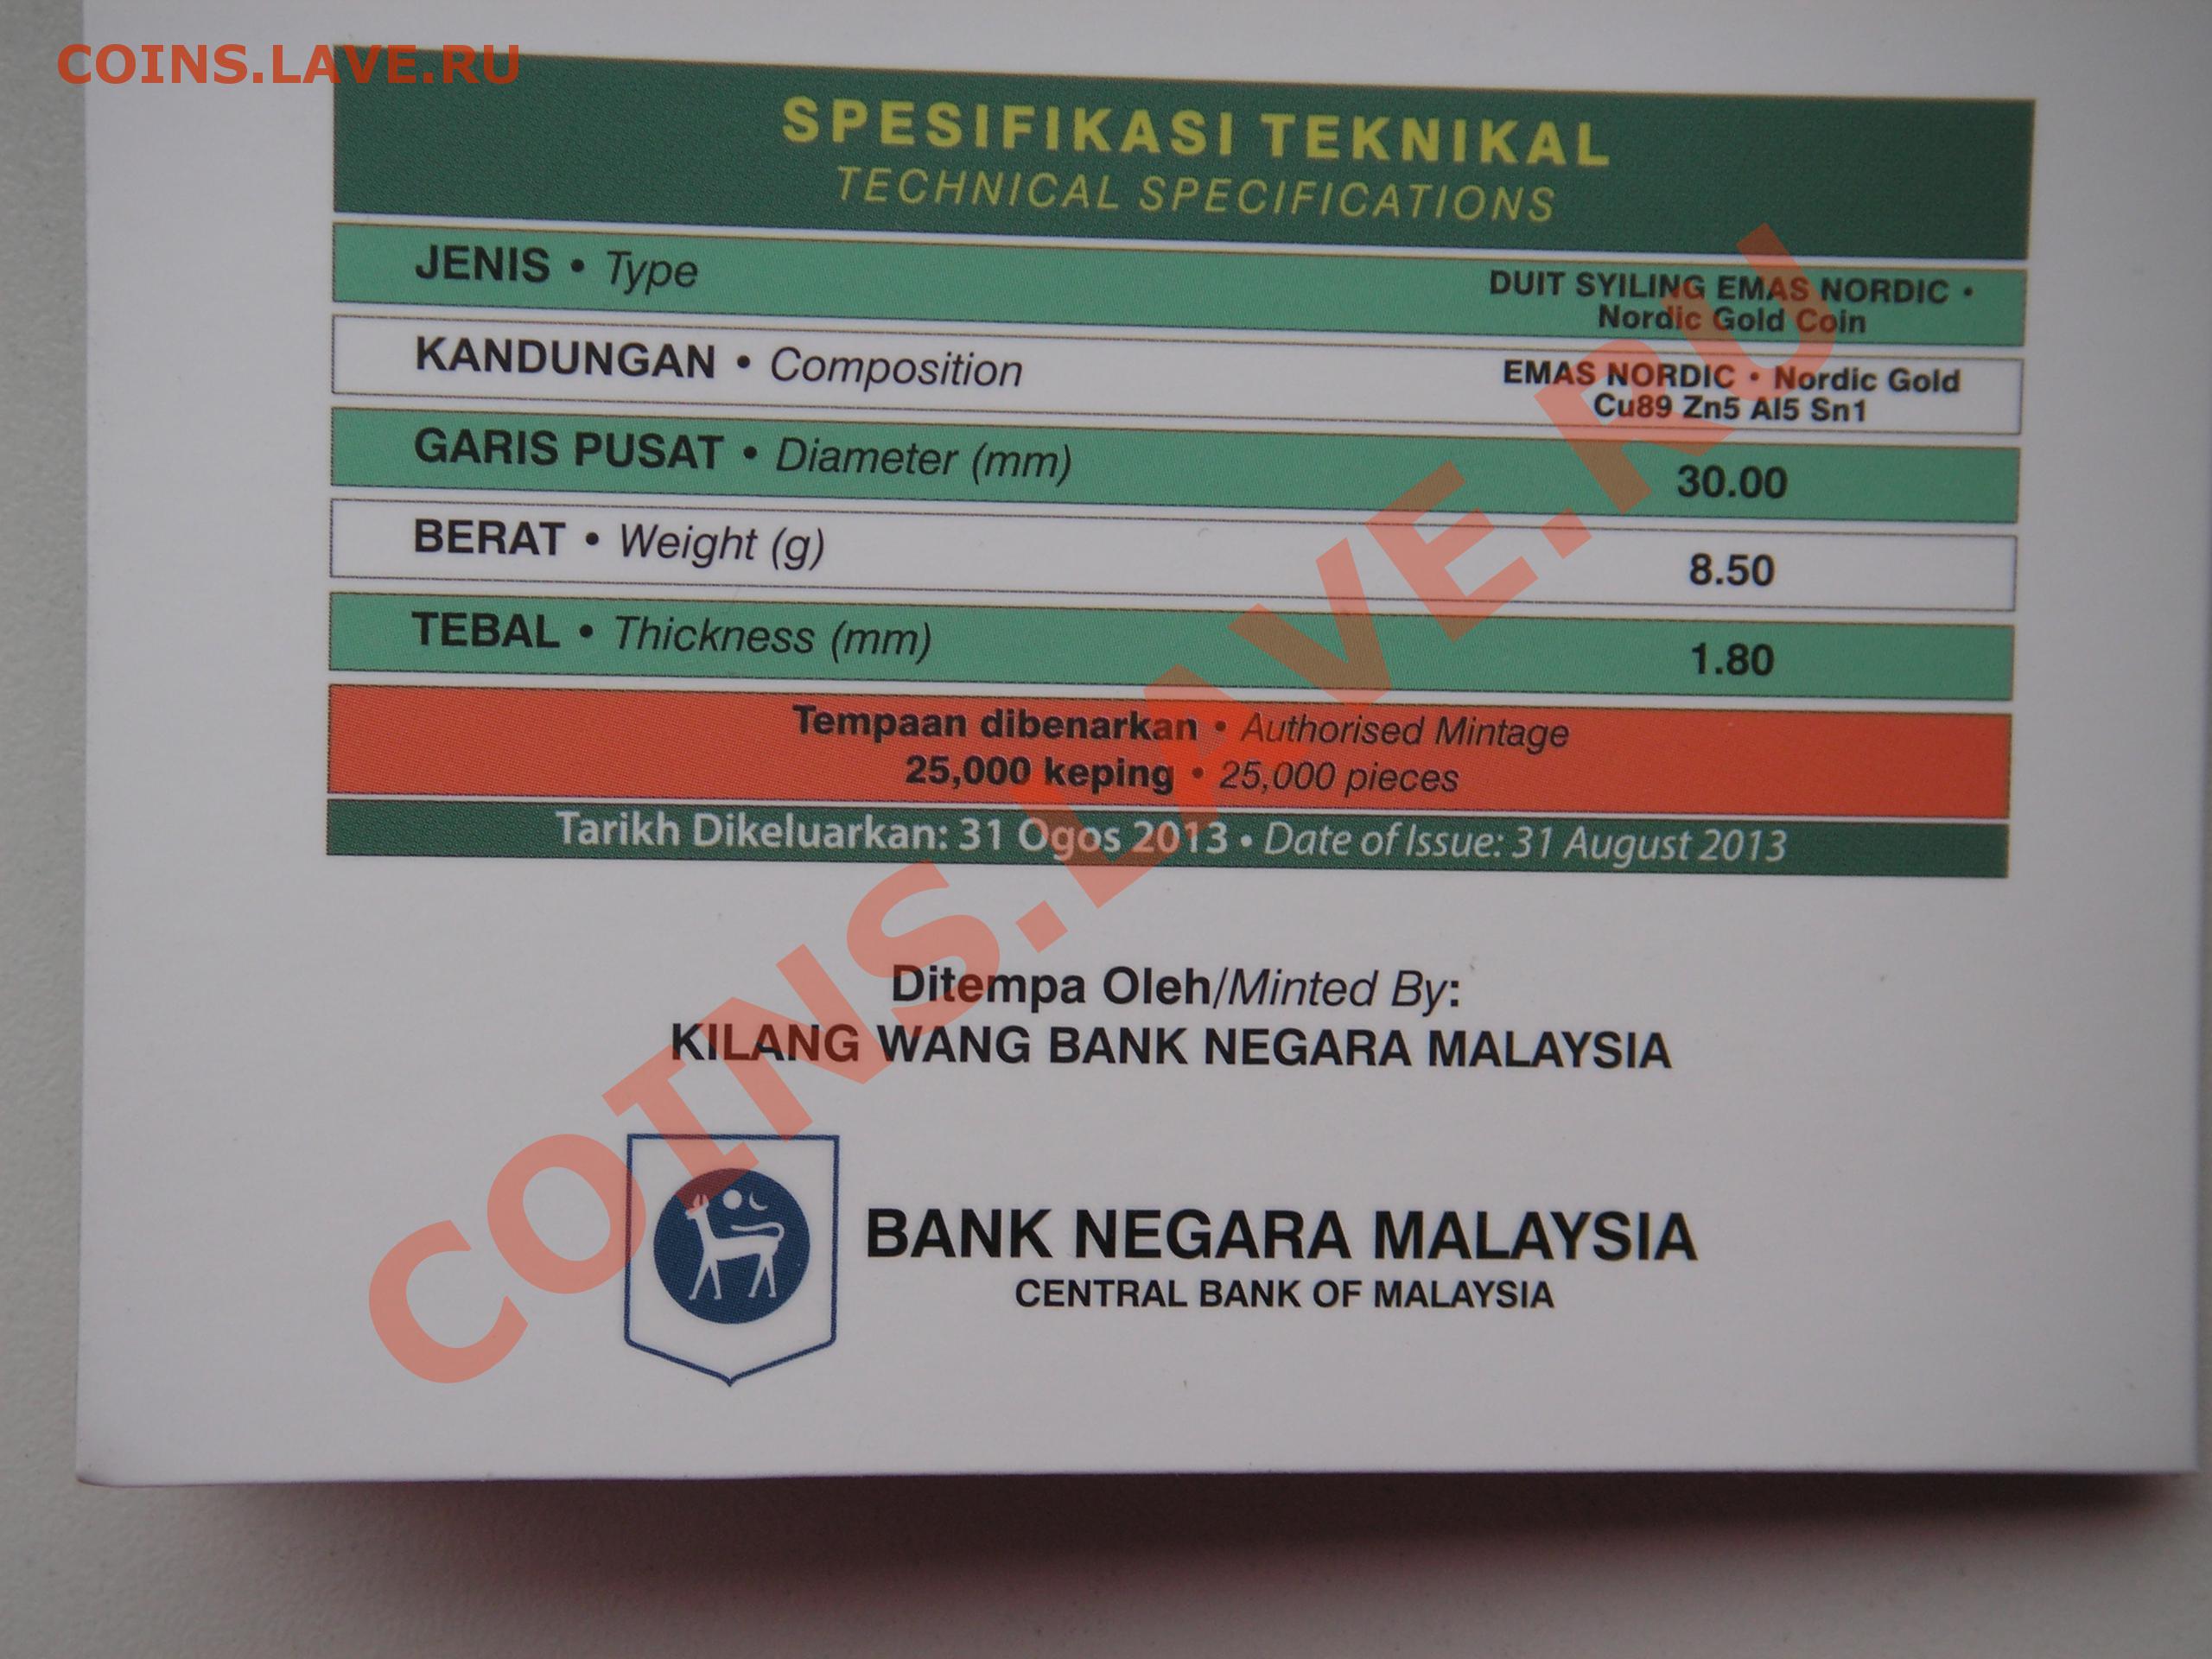 COINS.LAVE.RU
SPESIFIKASI TEKNIKAL
TECHNICAL SPECIFICATIONS
JENIS • Type
DUIT SYILING EMAS NORDIC •
Nordic Gold Coin
KANDUNGAN • Composition
EMAS NORDIC • Nordic Gold
Cu89 Zn5 Al5 Sn1
GARIS PUSAT • Diameter (mm)
30.00
BERAT • Weight (g)
8.50
TEBAL • Thickness (mm)
1.80
Tempaan dibenarkan • Authorised Mintage
25,000 keping • 25,000 pieces
Tarikh Dikeluarkan: 31 Ogos 2013 • Date of Issue: 31 August 2013
Ditempa Oleh/Minted By:
KILANG WANG BANK NEGARA MALAYSIA
BANK NEGARA MALAYSIA
CENTRAL BANK OF MALAYSIA
COINS.LAVE.RU